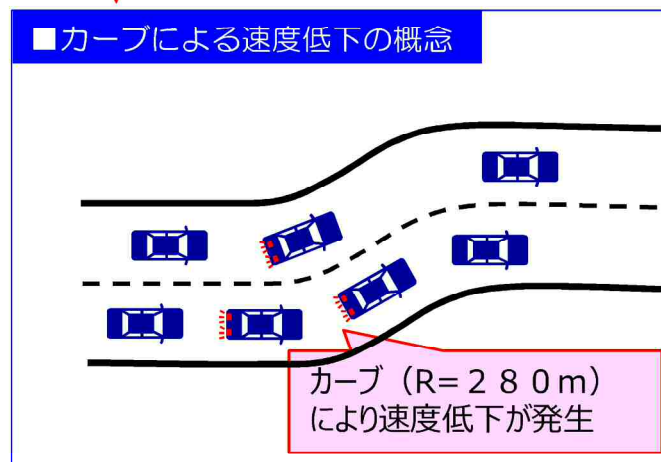 ■カーブによる速度低下の概念
カーブ（R=２８０ｍ）
により速度低下が発生